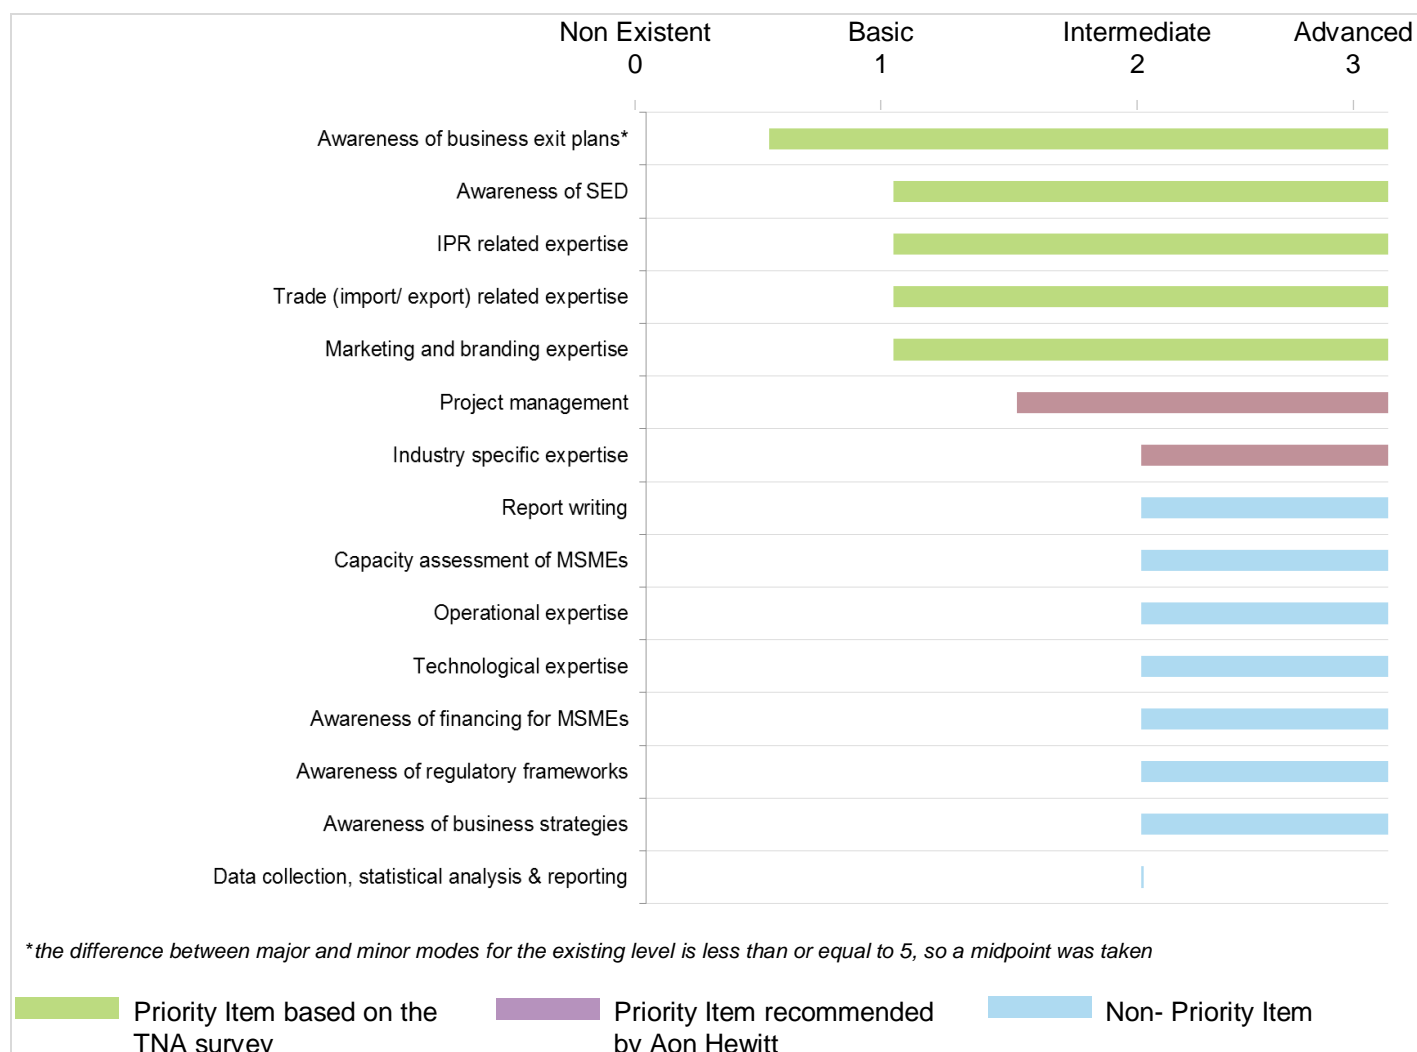 Non Existent Basic Intermediate Advanced
0 1 2 3
Awareness of business exit plans*
Awareness of SED
IPR related expertise
Trade (import/ export) related expertise
Marketing and branding expertise
Project management
Industry specific expertise
Report writing
Capacity assessment of MSMEs
Operational expertise
Technological expertise
Awareness of financing for MSMEs
Awareness of regulatory frameworks
Awareness of business strategies
Data collection, statistical analysis & reporting
*the difference between major and minor modes for the existing level is less than or equal to 5, so a midpoint was taken
Priority Item based on the
TNA survey
Priority Item recommended
by Aon Hewitt
Non- Priority Item